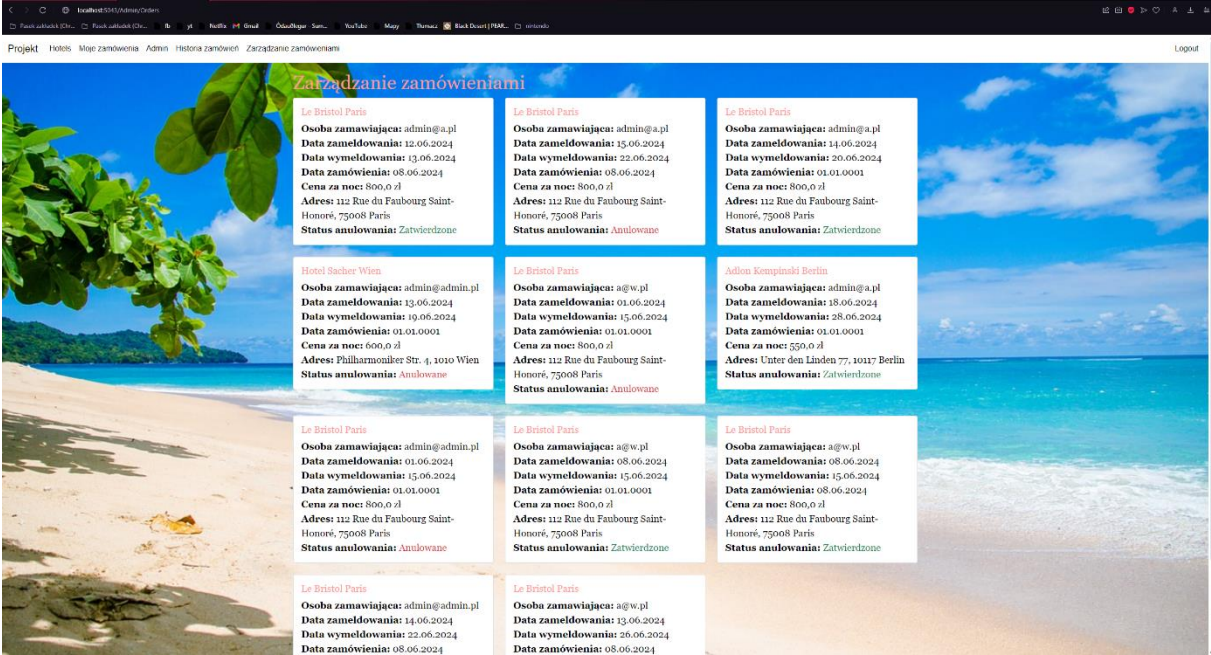 localhost:5043/Admin/Orders
Pasek zakładek (Chr... Pasek zakładek (Chr... fb yt Netflix Gmail YouTube Mapy Tłumacz Black Desert | PEAR... nintendo
Projekt Hotels Moje zamówienia Admin Historia zamówień Zarządzanie zamówieniami Logout
Zarządzanie zamówieniami
Le Bristol Paris
Osoba zamawiająca: admin@a.pl
Data zameldowania: 12.06.2024
Data wymeldowania: 13.06.2024
Data zamówienia: 08.06.2024
Cena za noc: 800,0 zł
Adres: 112 Rue du Faubourg Saint-
Honoré, 75008 Paris
Status anulowania: Zatwierdzone
Le Bristol Paris
Osoba zamawiająca: admin@a.pl
Data zameldowania: 15.06.2024
Data wymeldowania: 22.06.2024
Data zamówienia: 08.06.2024
Cena za noc: 800,0 zł
Adres: 112 Rue du Faubourg Saint-
Honoré, 75008 Paris
Status anulowania: Anulowane
Le Bristol Paris
Osoba zamawiająca: admin@a.pl
Data zameldowania: 14.06.2024
Data wymeldowania: 20.06.2024
Data zamówienia: 01.01.0001
Cena za noc: 800,0 zł
Adres: 112 Rue du Faubourg Saint-
Honoré, 75008 Paris
Status anulowania: Zatwierdzone
Hotel Sacher Wien
Osoba zamawiająca: admin@admin.pl
Data zameldowania: 13.06.2024
Data wymeldowania: 19.06.2024
Data zamówienia: 01.01.0001
Cena za noc: 600,0 zł
Adres: Philharmoniker Str. 4, 1010 Wien
Status anulowania: Anulowane
Le Bristol Paris
Osoba zamawiająca: a@w.pl
Data zameldowania: 01.06.2024
Data wymeldowania: 15.06.2024
Data zamówienia: 01.01.0001
Cena za noc: 800,0 zł
Adres: 112 Rue du Faubourg Saint-
Honoré, 75008 Paris
Status anulowania: Anulowane
Adlon Kempinski Berlin
Osoba zamawiająca: admin@a.pl
Data zameldowania: 18.06.2024
Data wymeldowania: 28.06.2024
Data zamówienia: 01.01.0001
Cena za noc: 550,0 zł
Adres: Unter den Linden 77, 10117 Berlin
Status anulowania: Zatwierdzone
Le Bristol Paris
Osoba zamawiająca: admin@admin.pl
Data zameldowania: 01.06.2024
Data wymeldowania: 15.06.2024
Data zamówienia: 01.01.0001
Cena za noc: 800,0 zł
Adres: 112 Rue du Faubourg Saint-
Honoré, 75008 Paris
Status anulowania: Anulowane
Le Bristol Paris
Osoba zamawiająca: a@w.pl
Data zameldowania: 08.06.2024
Data wymeldowania: 15.06.2024
Data zamówienia: 01.01.0001
Cena za noc: 800,0 zł
Adres: 112 Rue du Faubourg Saint-
Honoré, 75008 Paris
Status anulowania: Zatwierdzone
Le Bristol Paris
Osoba zamawiająca: a@w.pl
Data zameldowania: 08.06.2024
Data wymeldowania: 15.06.2024
Data zamówienia: 08.06.2024
Cena za noc: 800,0 zł
Adres: 112 Rue du Faubourg Saint-
Honoré, 75008 Paris
Status anulowania: Zatwierdzone
Le Bristol Paris
Osoba zamawiająca: admin@admin.pl
Data zameldowania: 14.06.2024
Data wymeldowania: 22.06.2024
Data zamówienia: 08.06.2024
Le Bristol Paris
Osoba zamawiająca: a@w.pl
Data zameldowania: 13.06.2024
Data wymeldowania: 26.06.2024
Data zamówienia: 08.06.2024